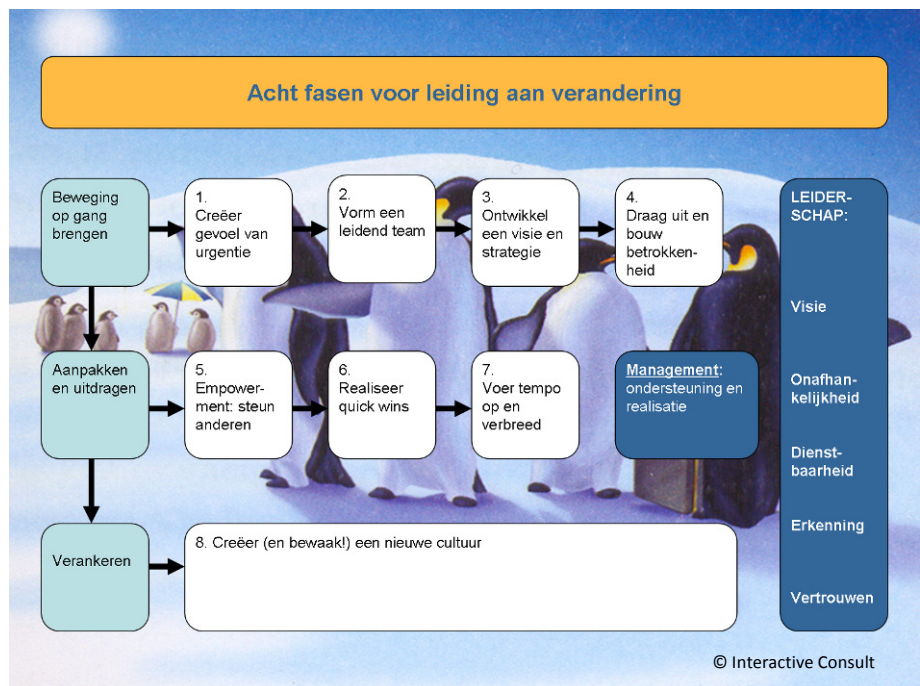 Acht fasen voor leiding aan verandering
Beweging
op gang
brengen
1.
Creëer
gevoel van
urgentie
2.
Vorm een
leidend team
3.
Ontwikkel
een visie en
strategie
4.
Draag uit en
bouw
betrokken-
heid
LEIDER-
SCHAP:
Visie
Onafhan-
kelijkheid
Dienst-
baarheid
Erkenning
Vertrouwen
Aanpakken
en uitdragen
5.
Empower-
ment: steun
anderen
6.
Realiseer
quick wins
7.
Voer tempo
op en
verbreed
Management:
ondersteuning en
realisatie
Verankeren
8. Creëer (en bewaak!) een nieuwe cultuur
© Interactive Consult